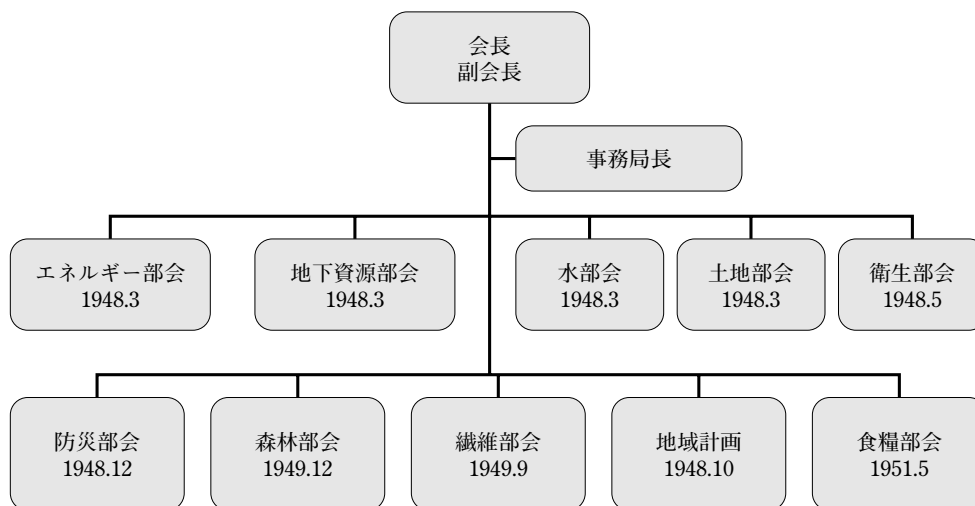 会長
副会長
事務局長
エネルギー部会
1948.3
地下資源部会
1948.3
水部会
1948.3
土地部会
1948.3
衛生部会
1948.5
防災部会
1948.12
森林部会
1949.12
繊維部会
1949.9
地域計画
1948.10
食糧部会
1951.5